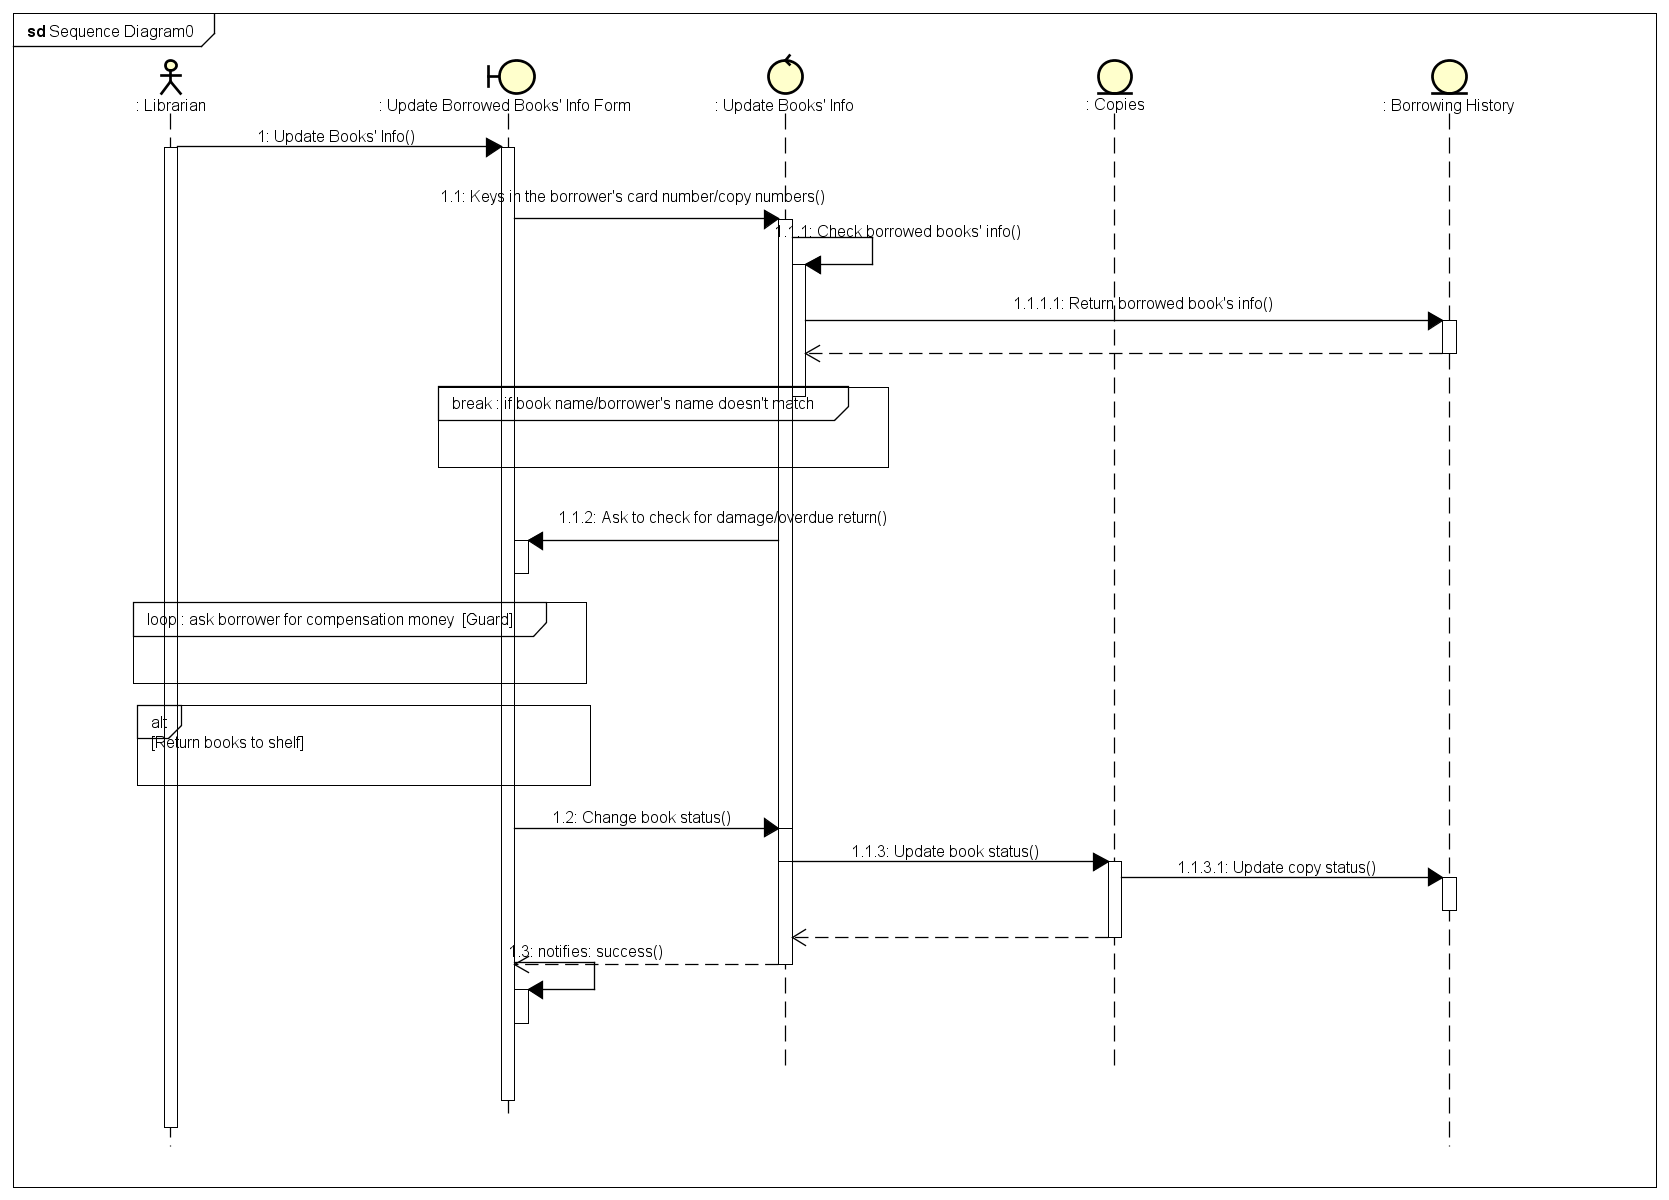 sd Sequence Diagram0
: Librarian
: Update Borrowed Books' Info Form
: Update Books' Info
: Copies
: Borrowing History
1: Update Books' Info()
1.1: Keys in the borrower's card number/copy numbers()
1.1.1: Check borrowed books' info()
1.1.1.1: Return borrowed book's info()
break : if book name/borrower's name doesn't match
1.1.2: Ask to check for damage/overdue return()
loop : ask borrower for compensation money [Guard]
alt
[Return books to shelf]
1.2: Change book status()
1.1.3: Update book status()
1.1.3.1: Update copy status()
1.3: notifies: success()